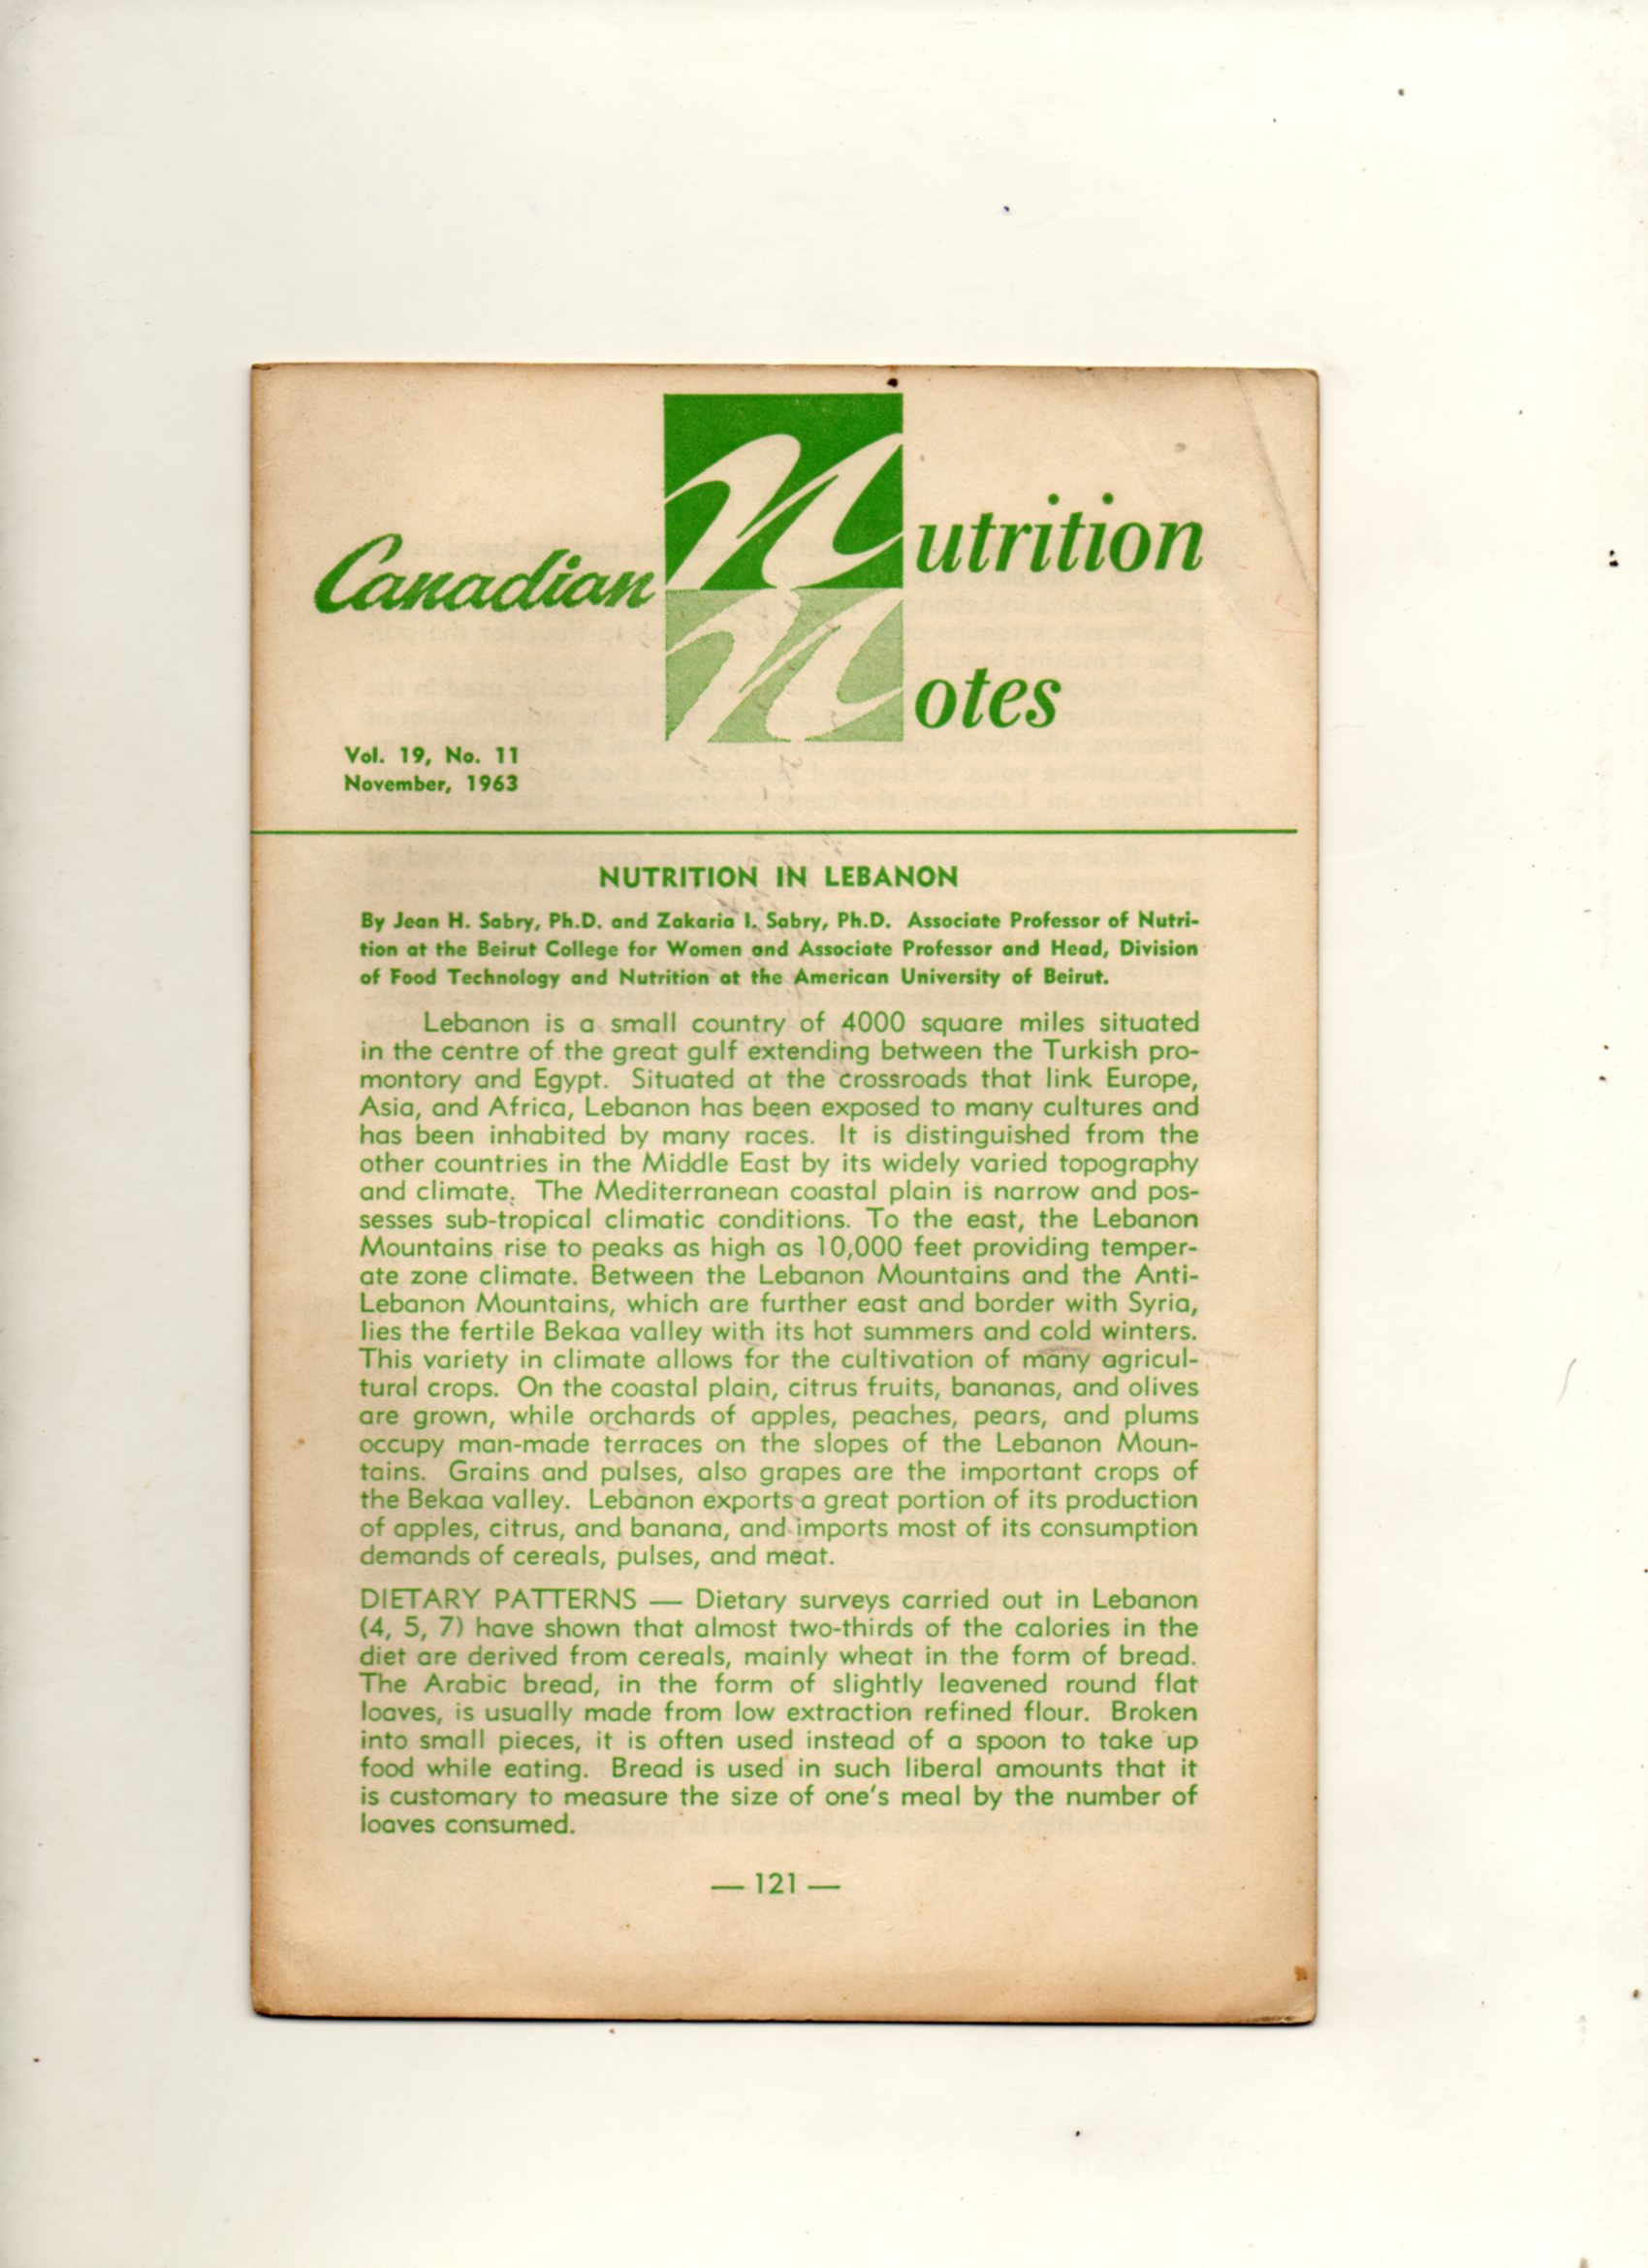 Canadian Nutrition
Notes
Vol. 19, No. 11
November, 1963
NUTRITION IN LEBANON
By Jean H. Sabry, Ph.D. and Zakaria I. Sabry, Ph.D. Associate Professor of Nutri-
tion at the Beirut College for Women and Associate Professor and Head, Division
of Food Technology and Nutrition at the American University of Beirut.
Lebanon is a small country of 4000 square miles situated
in the centre of the great gulf extending between the Turkish pro-
montory and Egypt. Situated at the crossroads that link Europe,
Asia, and Africa, Lebanon has been exposed to many cultures and
has been inhabited by many races. It is distinguished from the
other countries in the Middle East by its widely varied topography
and climate. The Mediterranean coastal plain is narrow and pos-
sesses sub-tropical climatic conditions. To the east, the Lebanon
Mountains rise to peaks as high as 10,000 feet providing temper-
ate zone climate. Between the Lebanon Mountains and the Anti-
Lebanon Mountains, which are further east and border with Syria,
lies the fertile Bekaa valley with its hot summers and cold winters.
This variety in climate allows for the cultivation of many agricul-
tural crops. On the coastal plain, citrus fruits, bananas, and olives
are grown, while orchards of apples, peaches, pears, and plums
occupy man-made terraces on the slopes of the Lebanon Moun-
tains. Grains and pulses, also grapes are the important crops of
the Bekaa valley. Lebanon exports a great portion of its production
of apples, citrus, and banana, and imports most of its consumption
demands of cereals, pulses, and meat.
DIETARY PATTERNS — Dietary surveys carried out in Lebanon
(4, 5, 7) have shown that almost two-thirds of the calories in the
diet are derived from cereals, mainly wheat in the form of bread.
The Arabic bread, in the form of slightly leavened round flat
loaves, is usually made from low extraction refined flour. Broken
into small pieces, it is often used instead of a spoon to take up
food while eating. Bread is used in such liberal amounts that it
is customary to measure the size of one's meal by the number of
loaves consumed.
— 121 —